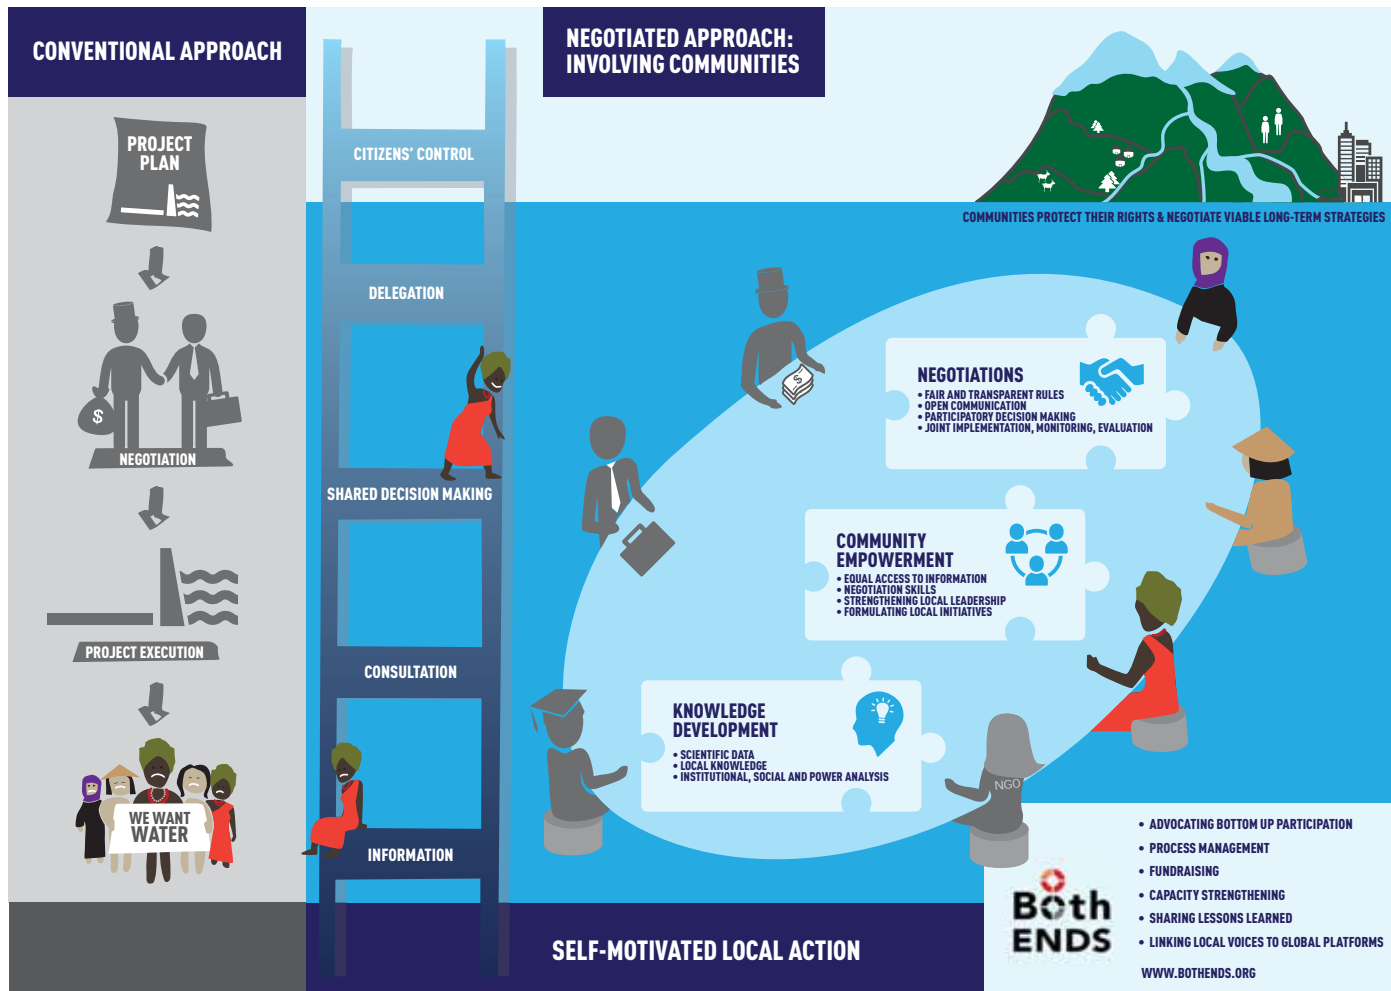 CONVENTIONAL APPROACH
PROJECT
PLAN
$
NEGOTIATION
PROJECT EXECUTION
WE WANT
WATER
CITIZENS' CONTROL
DELEGATION
SHARED DECISION MAKING
CONSULTATION
INFORMATION
NEGOTIATED APPROACH:
INVOLVING COMMUNITIES
COMMUNITIES PROTECT THEIR RIGHTS & NEGOTIATE VIABLE LONG-TERM STRATEGIES
$
NEGOTIATIONS
• FAIR AND TRANSPARENT RULES
• OPEN COMMUNICATION
• PARTICIPATORY DECISION MAKING
• JOINT IMPLEMENTATION, MONITORING, EVALUATION
COMMUNITY
EMPOWERMENT
• EQUAL ACCESS TO INFORMATION
• NEGOTIATION SKILLS
• STRENGTHENING LOCAL LEADERSHIP
• FORMULATING LOCAL INITIATIVES
KNOWLEDGE
DEVELOPMENT
• SCIENTIFIC DATA
• LOCAL KNOWLEDGE
• INSTITUTIONAL, SOCIAL AND POWER ANALYSIS
NGO
SELF-MOTIVATED LOCAL ACTION
Both
ENDS
• ADVOCATING BOTTOM UP PARTICIPATION
• PROCESS MANAGEMENT
• FUNDRAISING
• CAPACITY STRENGTHENING
• SHARING LESSONS LEARNED
• LINKING LOCAL VOICES TO GLOBAL PLATFORMS
WWW.BOTHENDS.ORG